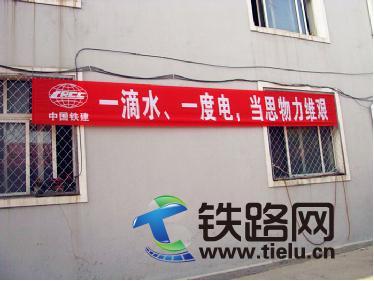 CRCC
中国铁建
一滴水、一度电，当思物力维艰
铁路网
www.tielu.cn